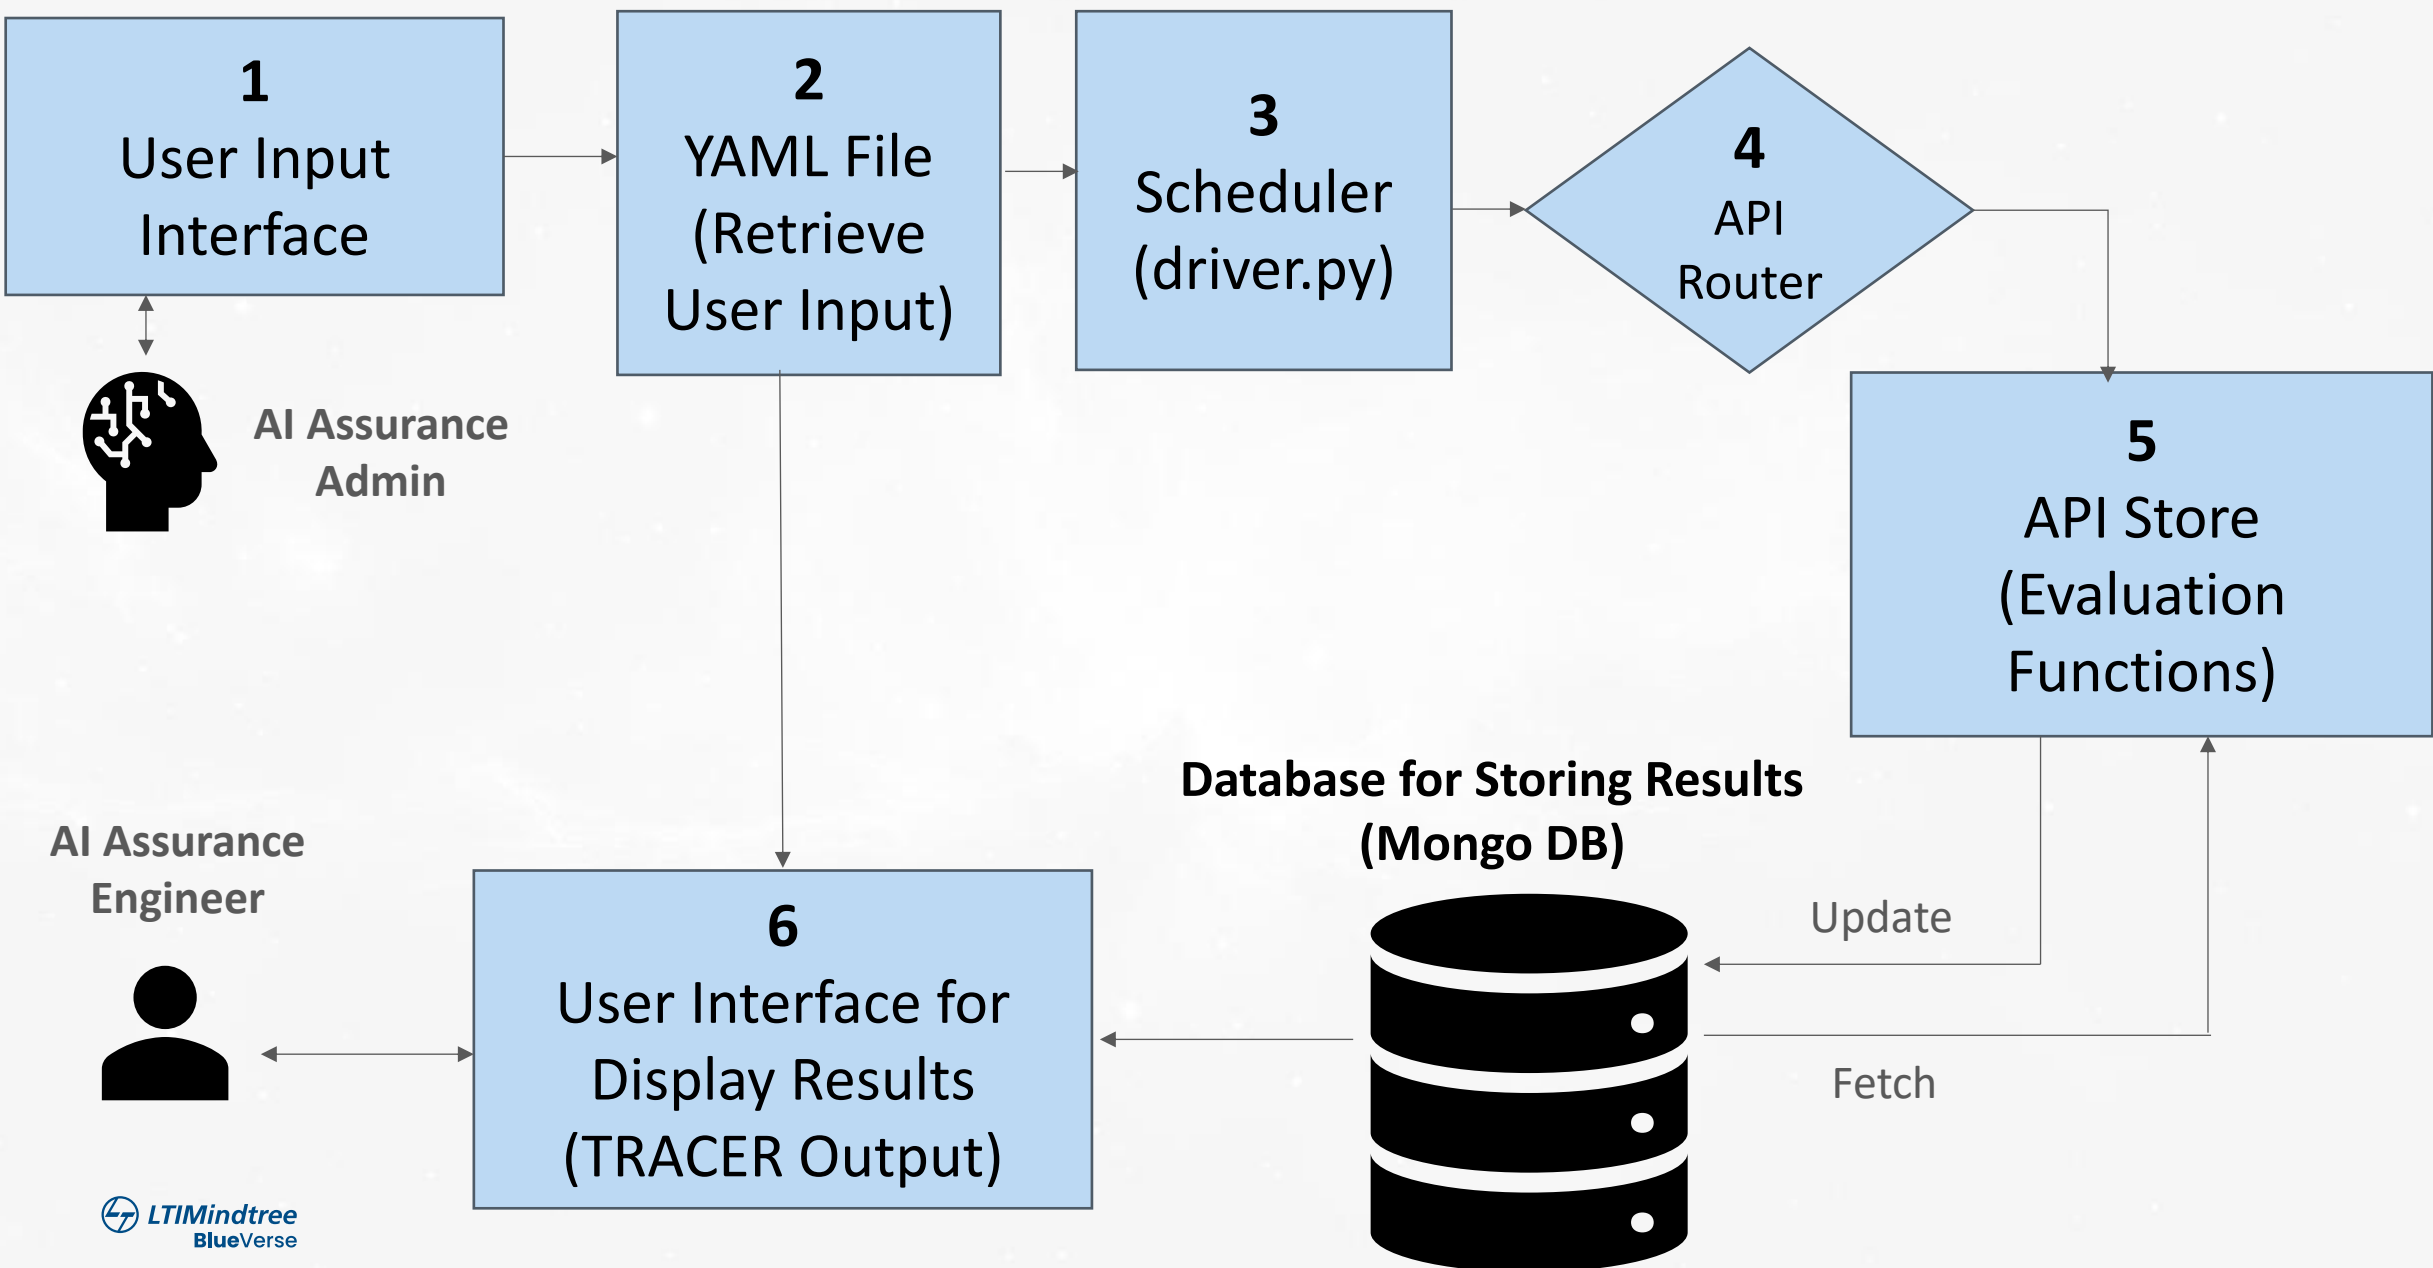 1
User Input
Interface
2
YAML File
(Retrieve
User Input)
3
Scheduler
(driver.py)
4
API
Router
AI Assurance
Admin
5
API Store
(Evaluation
Functions)
Database for Storing Results
(Mongo DB)
AI Assurance
Engineer
6
User Interface for
Display Results
(TRACER Output)
Update
Fetch
LTIMindtree
BlueVerse